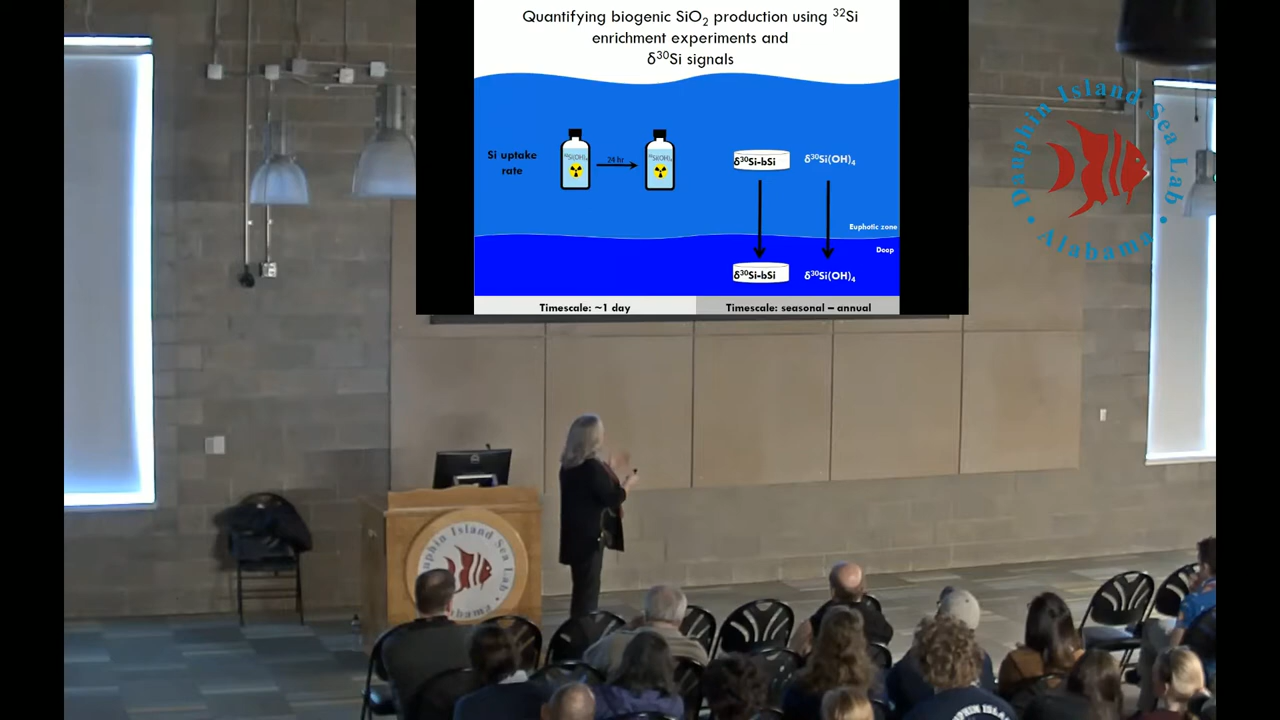 Quantifying biogenic SiO₂ production using ³²Si
enrichment experiments and
δ³⁰Si signals
Si uptake
rate
24 hr
δ³⁰Si-bSi
δ³⁰Si(OH)₄
Euphotic zone
Deep
δ³⁰Si-bSi
δ³⁰Si(OH)₄
Timescale: ~1 day
Timescale: seasonal – annual
Dauphin Island Sea Lab
Alabama
Dauphin Island Sea Lab